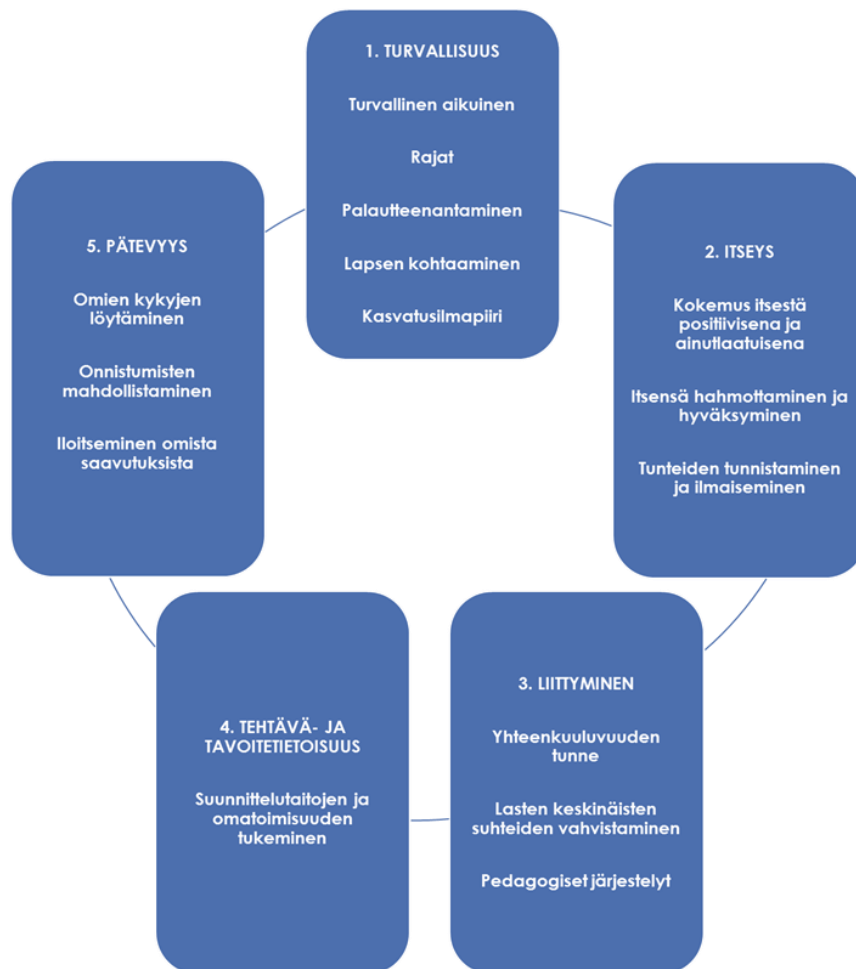 1. TURVALLISUUS
Turvallinen aikuinen
Rajat
Palautteenantaminen
Lapsen kohtaaminen
Kasvatusilmapiiri
2. ITSEYS
Kokemus itsestä
positiivisena ja
ainutlaatuisena
Itsensä hahmottaminen ja
hyväksyminen
Tunteiden tunnistaminen
ja ilmaiseminen
3. LIITTYMINEN
Yhteenkuuluvuuden
tunne
Lasten keskinäisten
suhteiden vahvistaminen
Pedagogiset järjestelyt
4. TEHTÄVÄ- JA
TAVOITETIETOISUUS
Suunnittelutaitojen ja
omatoimisuuden
tukeminen
5. PÄTEVYYS
Omien kykyjen
löytäminen
Onnistumisten
mahdollistaminen
Iloitseminen omista
saavutuksista